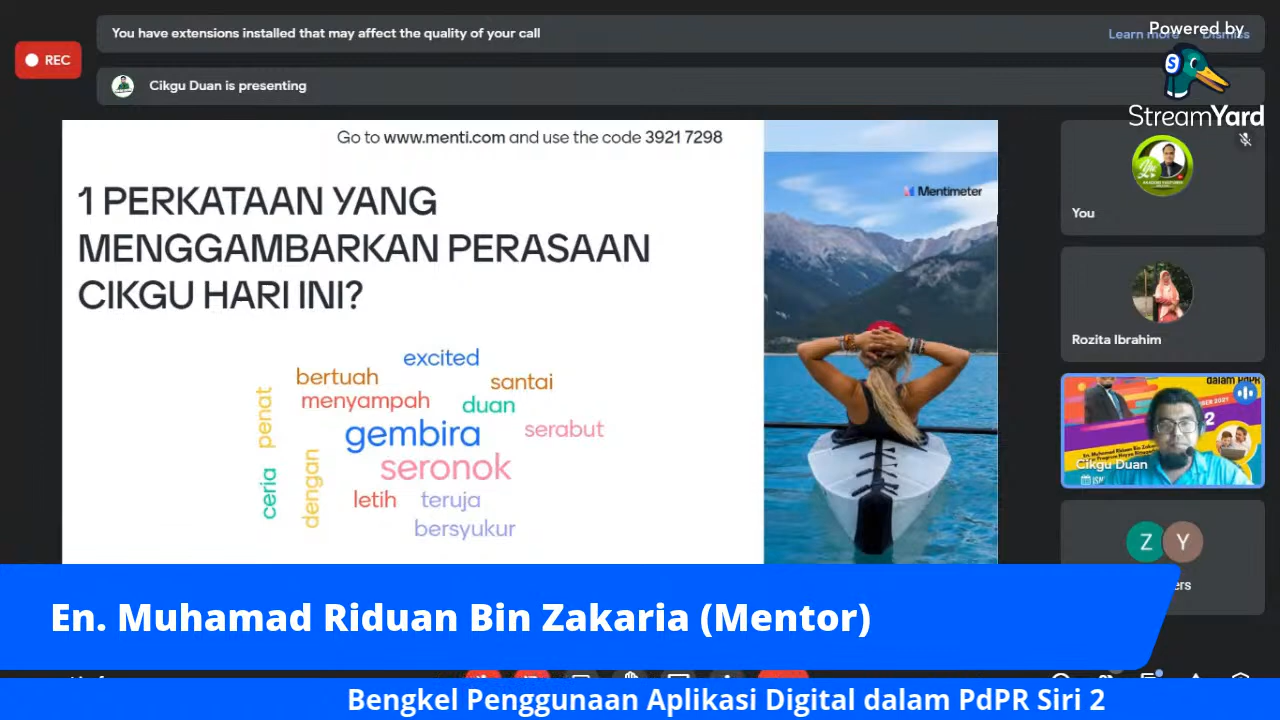 You have extensions installed that may affect the quality of your call
Learn more
Dismiss
Powered by
StreamYard
REC
Cikgu Duan is presenting
Go to www.menti.com and use the code 3921 7298
Mentimeter
1 PERKATAAN YANG
MENGGAMBARKAN PERASAAN
CIKGU HARI INI?
excited
bertuah
santai
menyampah
duan
penat
gembira
serabut
seronok
ceria
dengan
letih
teruja
bersyukur
You
Rozita Ibrahim
dalam PdPR
2
Cikgu Duan
Z
Y
En. Muhamad Riduan Bin Zakaria (Mentor)
Bengkel Penggunaan Aplikasi Digital dalam PdPR Siri 2